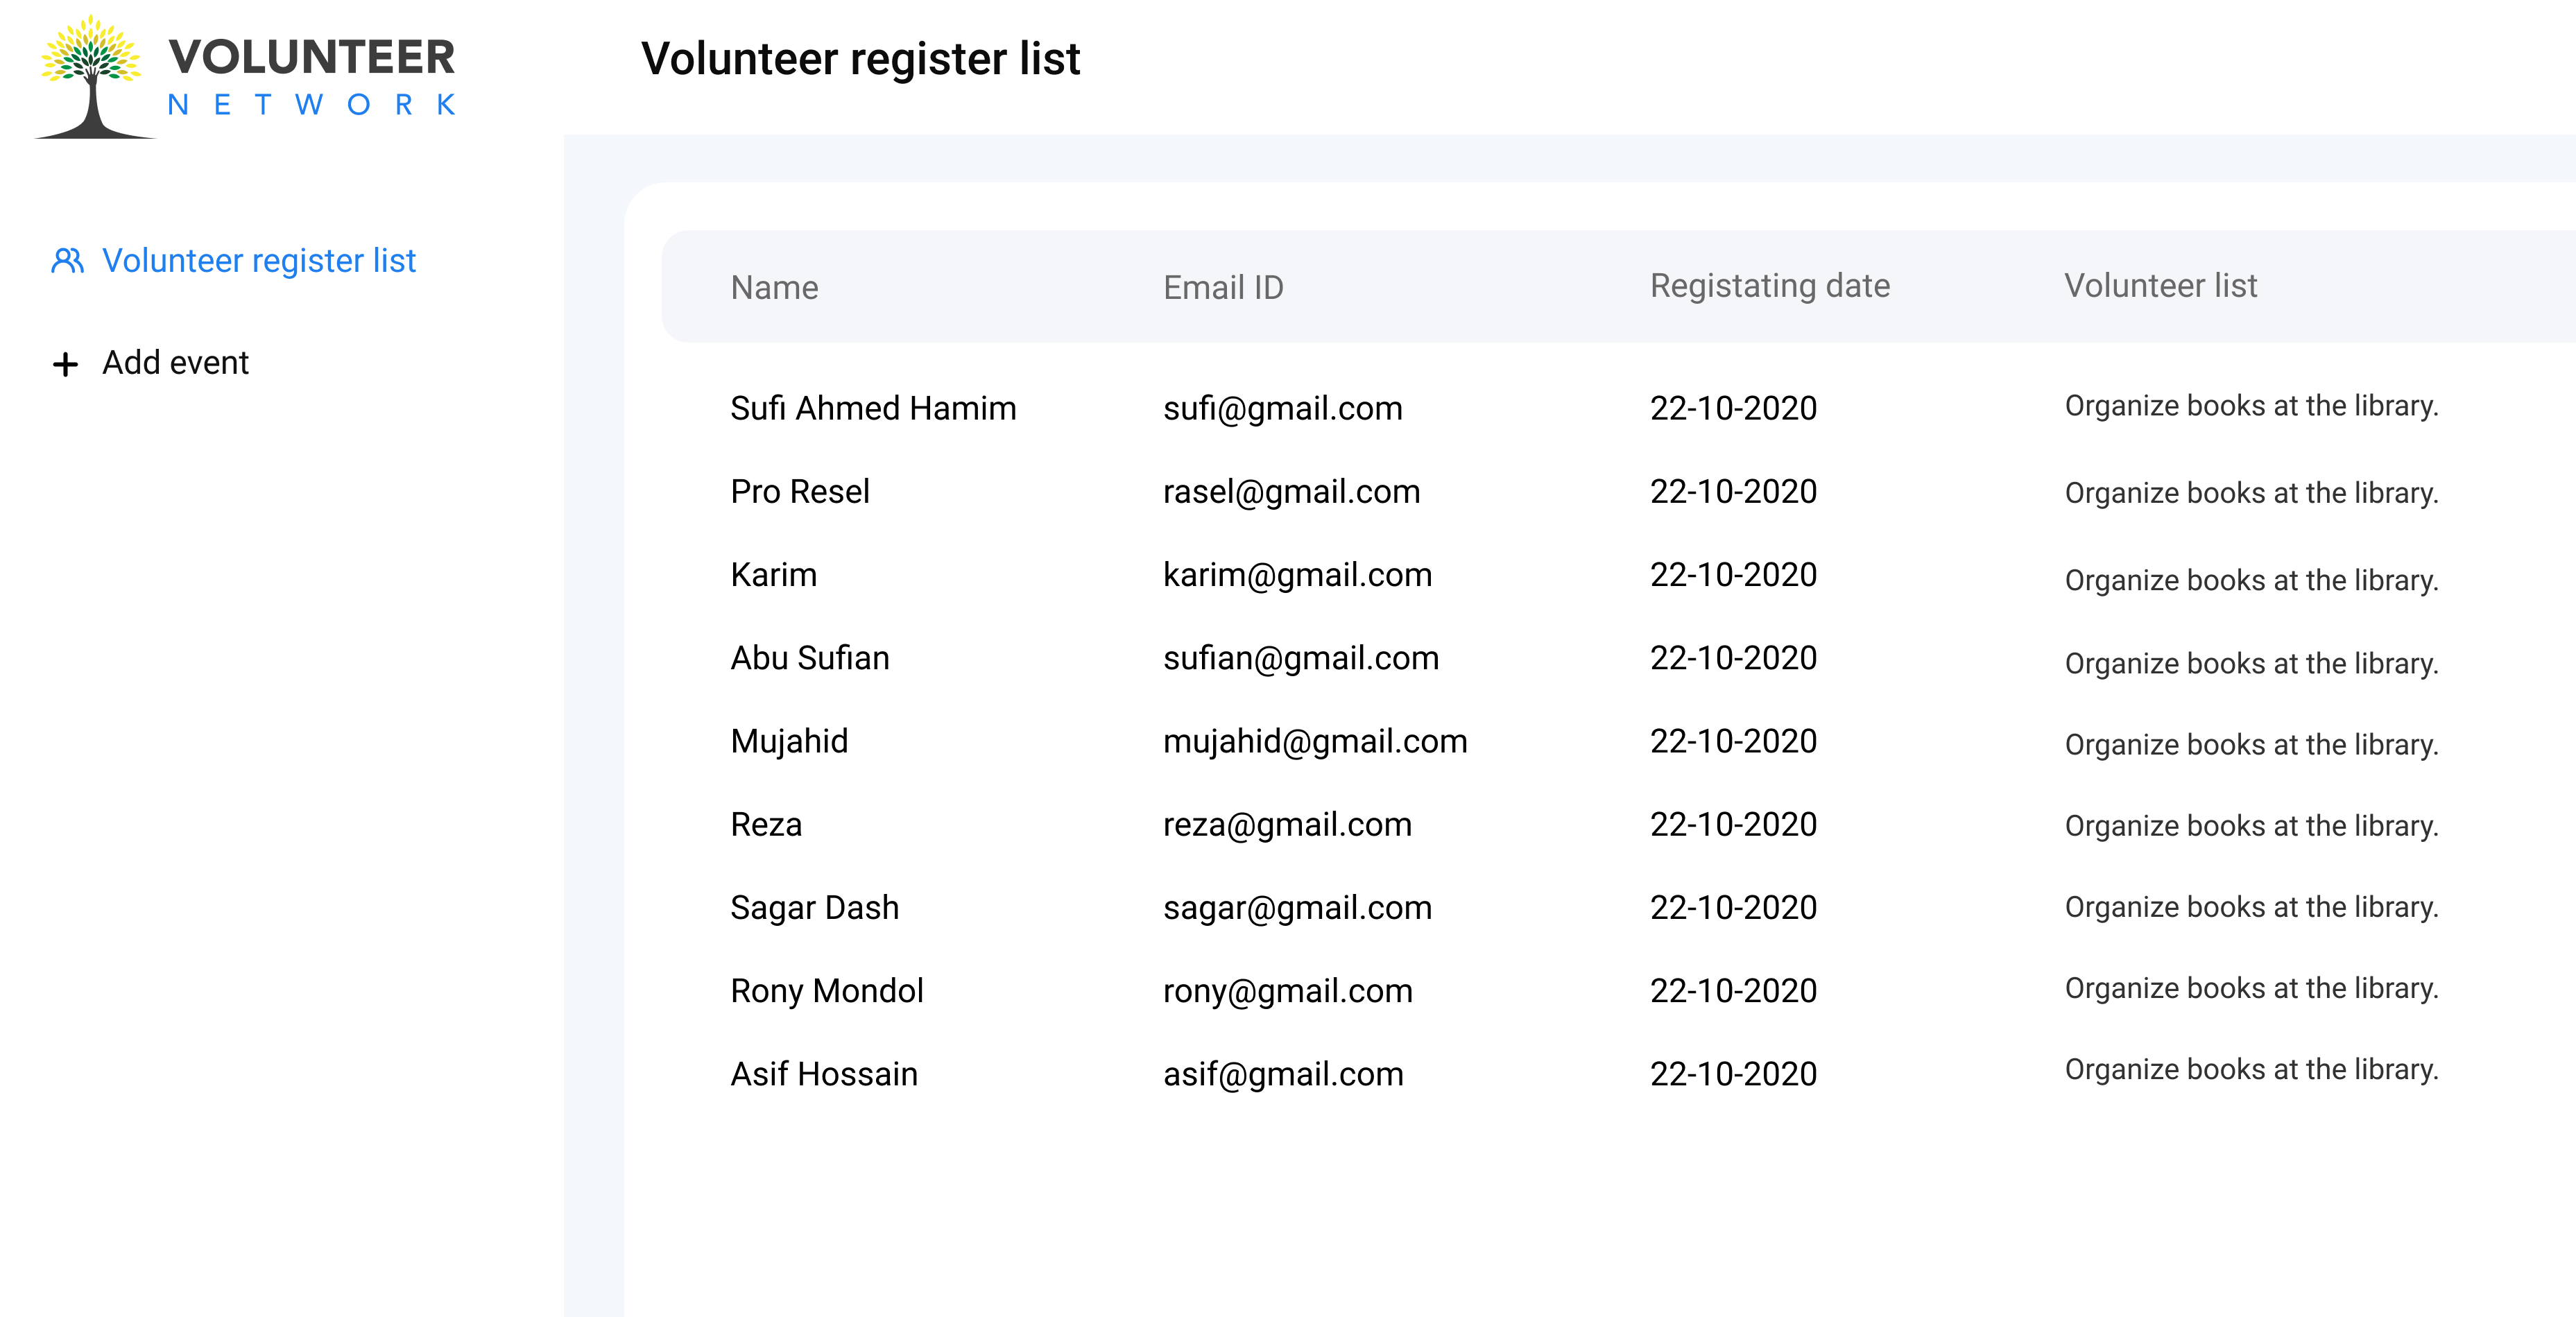 VOLUNTEER
NETWORK
Volunteer register list
Volunteer register list
Add event
Name Email ID Registating date Volunteer list
Sufi Ahmed Hamim sufi@gmail.com 22-10-2020 Organize books at the library.
Pro Resel rasel@gmail.com 22-10-2020 Organize books at the library.
Karim karim@gmail.com 22-10-2020 Organize books at the library.
Abu Sufian sufian@gmail.com 22-10-2020 Organize books at the library.
Mujahid mujahid@gmail.com 22-10-2020 Organize books at the library.
Reza reza@gmail.com 22-10-2020 Organize books at the library.
Sagar Dash sagar@gmail.com 22-10-2020 Organize books at the library.
Rony Mondol rony@gmail.com 22-10-2020 Organize books at the library.
Asif Hossain asif@gmail.com 22-10-2020 Organize books at the library.